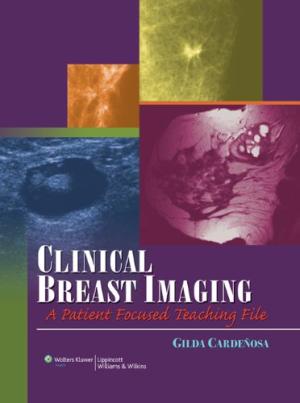 CLINICAL
BREAST IMAGING
A Patient Focused Teaching File
GILDA CARDEÑOSA
Wolters Kluwer
Health
Lippincott
Williams & Wilkins